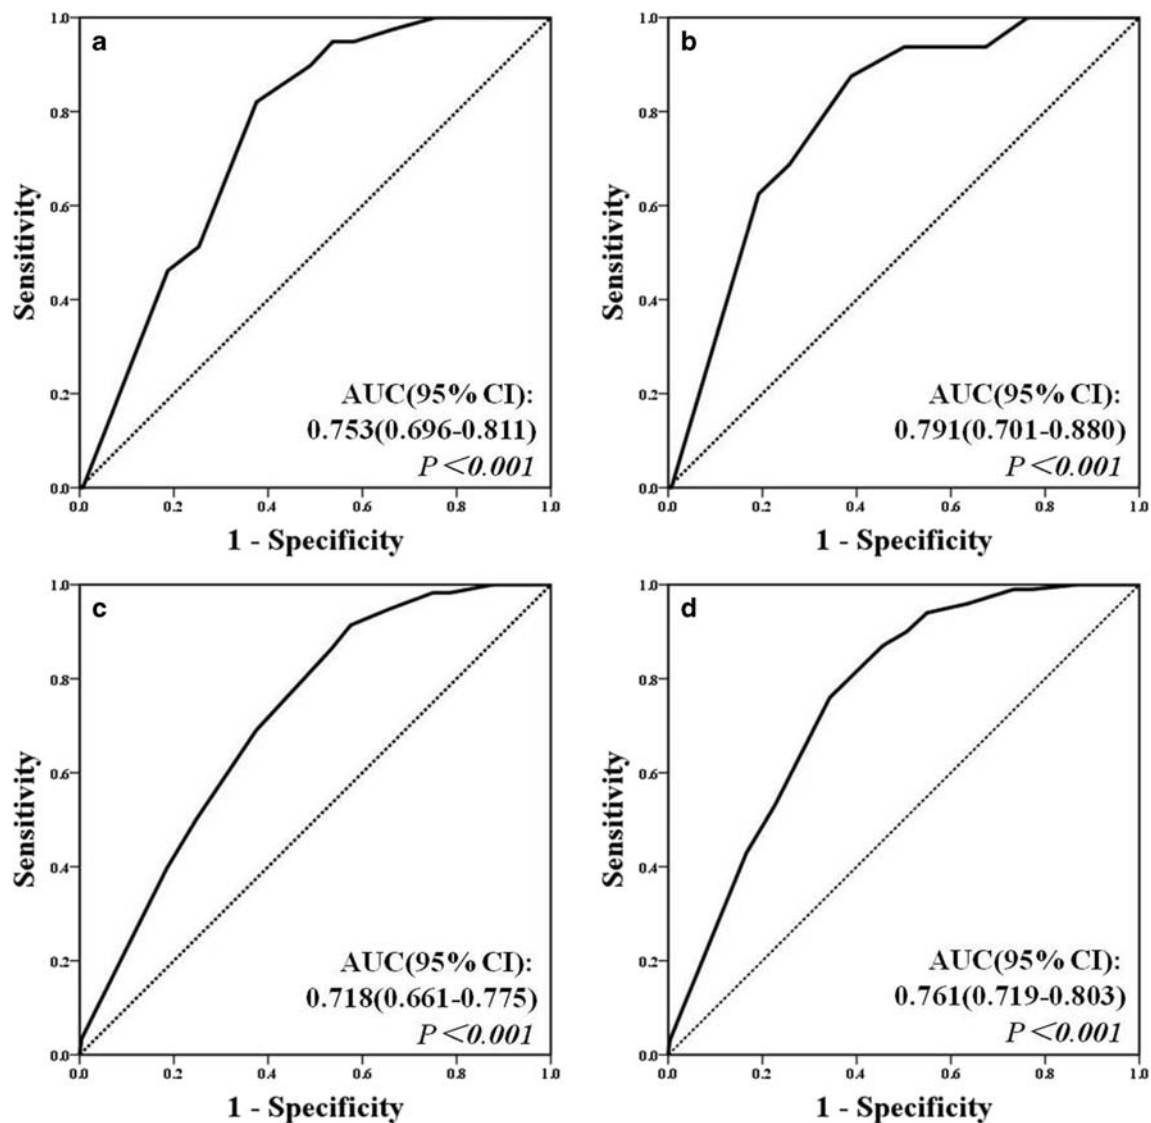 a
1.0
0.8
0.6
0.4
0.2
0.0
Sensitivity
AUC(95% CI):
0.753(0.696-0.811)
P<0.001
0.0 0.2 0.4 0.6 0.8 1.0
1 - Specificity
b
1.0
0.8
0.6
0.4
0.2
0.0
Sensitivity
AUC(95% CI):
0.791(0.701-0.880)
P<0.001
0.0 0.2 0.4 0.6 0.8 1.0
1 - Specificity
c
1.0
0.8
0.6
0.4
0.2
0.0
Sensitivity
AUC(95% CI):
0.718(0.661-0.775)
P<0.001
0.0 0.2 0.4 0.6 0.8 1.0
1 - Specificity
d
1.0
0.8
0.6
0.4
0.2
0.0
Sensitivity
AUC(95% CI):
0.761(0.719-0.803)
P<0.001
0.0 0.2 0.4 0.6 0.8 1.0
1 - Specificity